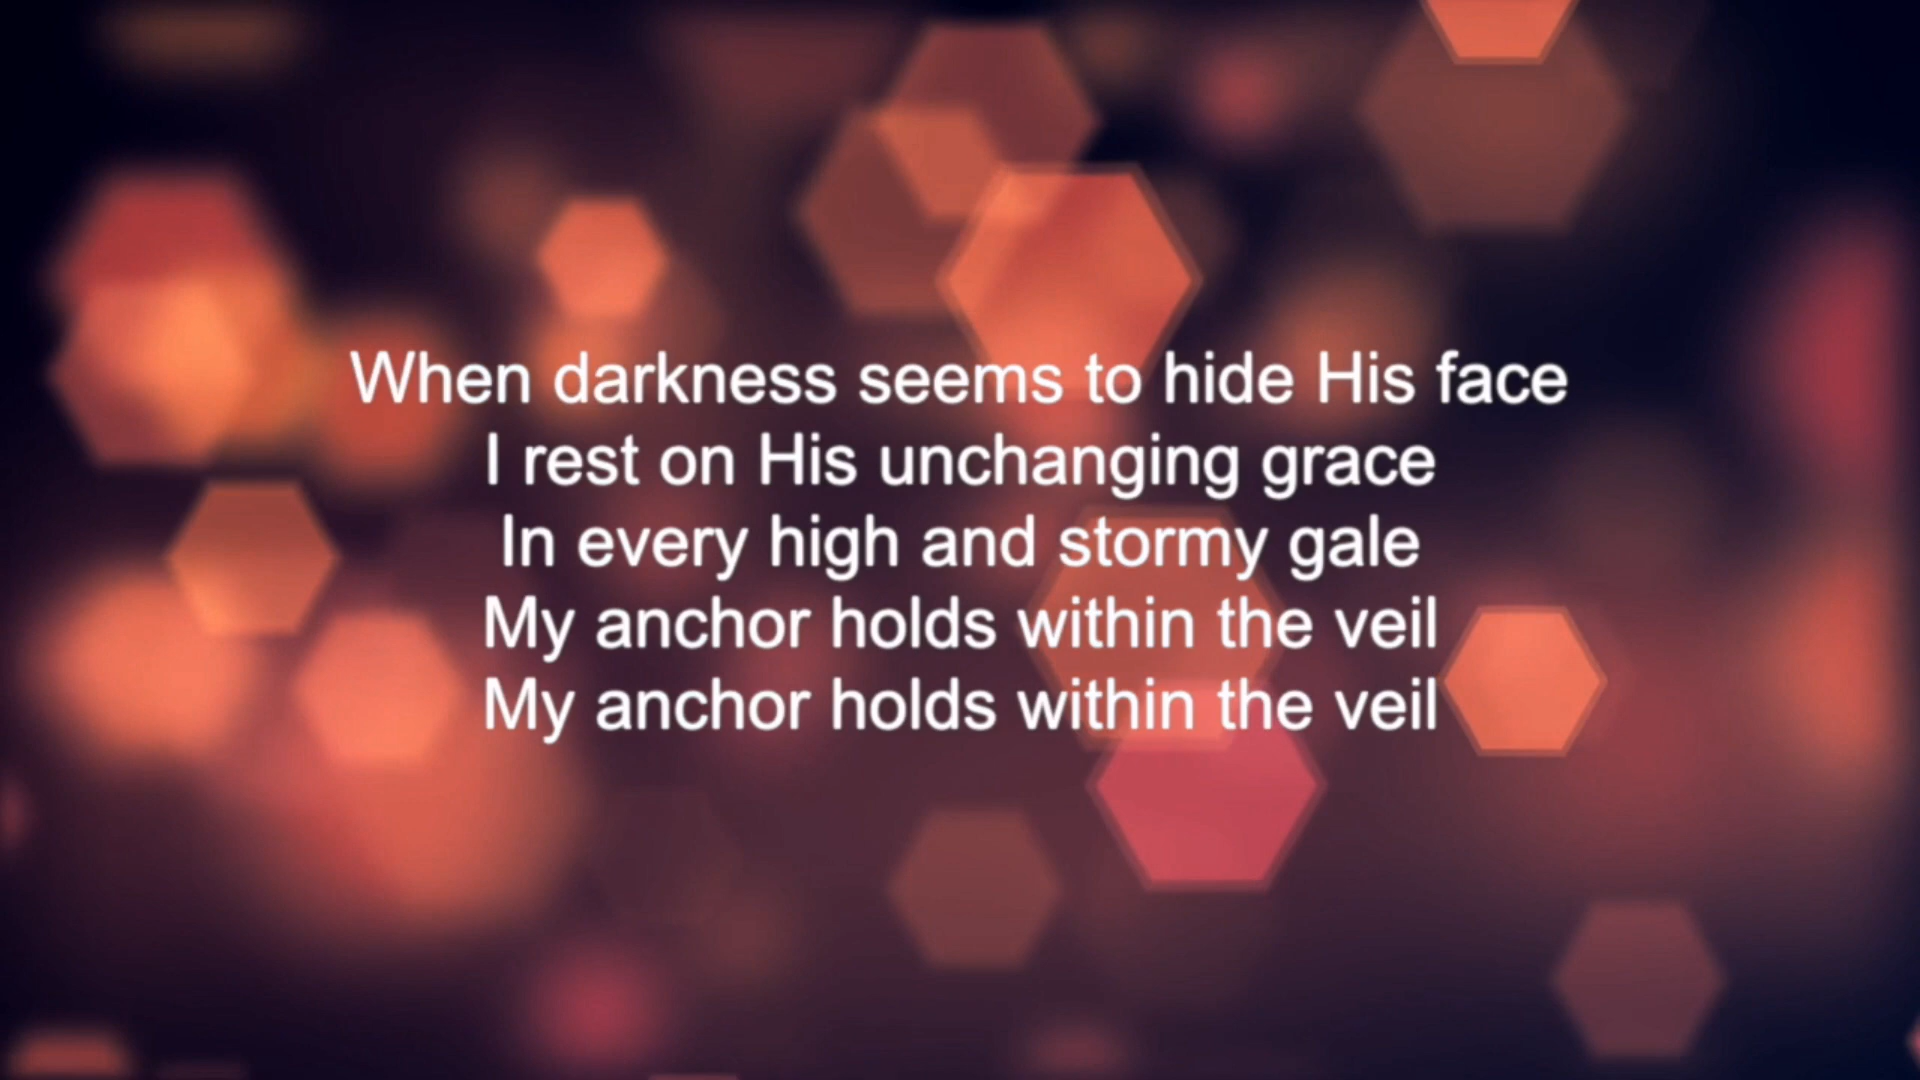 When darkness seems to hide His face
I rest on His unchanging grace
In every high and stormy gale
My anchor holds within the veil
My anchor holds within the veil